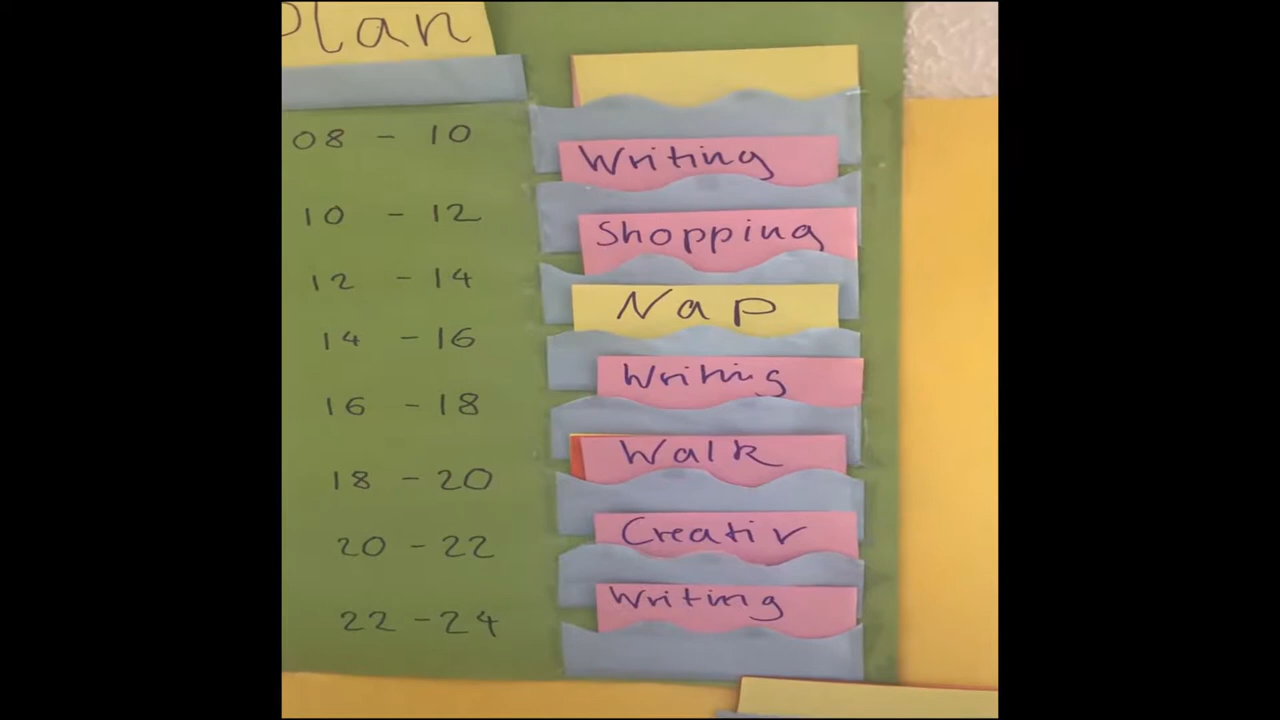 Plan
08 - 10
10 - 12
12 - 14
14 - 16
16 - 18
18 - 20
20 - 22
22 - 24
Writing
Shopping
Nap
Writing
Walk
Creativ
Writing